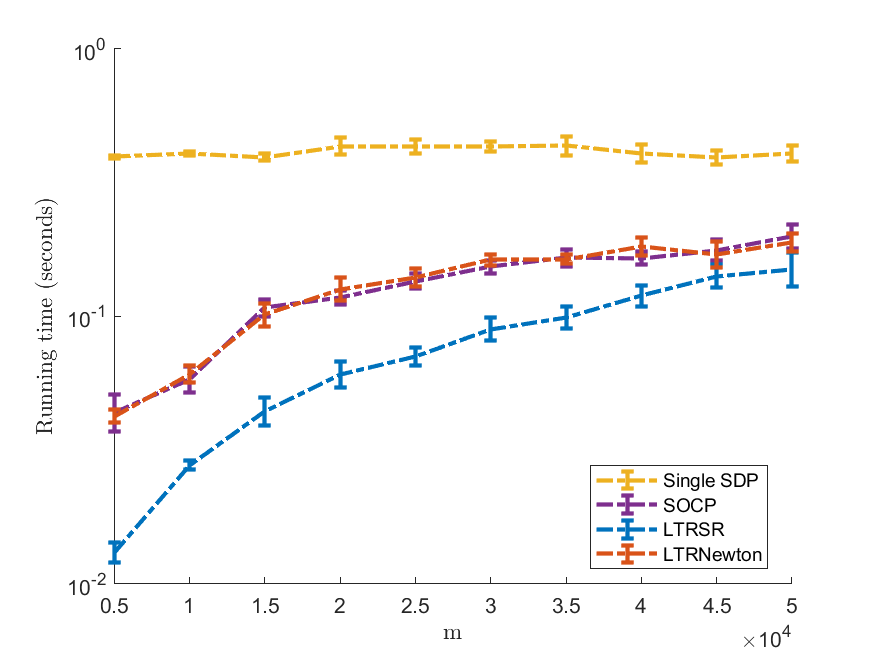 10^0
10^-1
10^-2
Running time (seconds)
0.5 1 1.5 2 2.5 3 3.5 4 4.5 5
m
×10^4
Single SDP
SOCP
LTRSR
LTRNewton